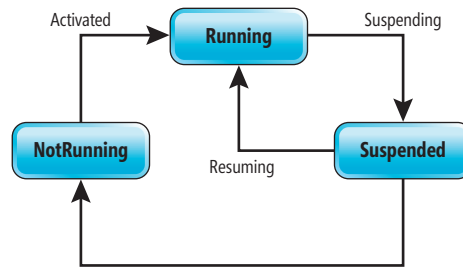 Activated
Running
Suspending
NotRunning
Resuming
Suspended